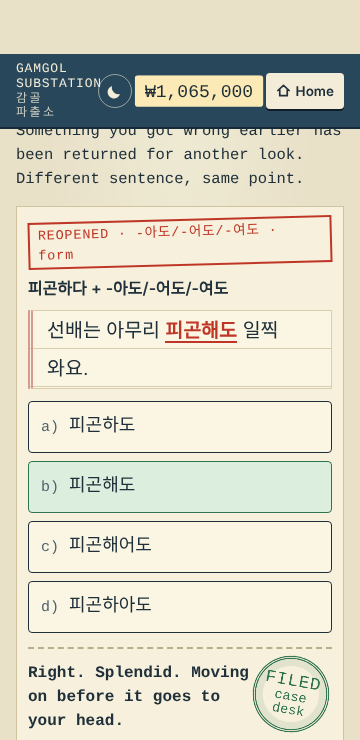 GAMGOL
SUBSTATION
감골
파출소
₩1,065,000
Home
Something you got wrong earlier has
been returned for another look.
Different sentence, same point.
REOPENED · -아도/-어도/-여도 ·
form
피곤하다 + -아도/-어도/-여도
선배는 아무리 피곤해도 일찍
와요.
a) 피곤하도
b) 피곤해도
c) 피곤해어도
d) 피곤하아도
Right. Splendid. Moving
on before it goes to
your head.
FILED
case
desk